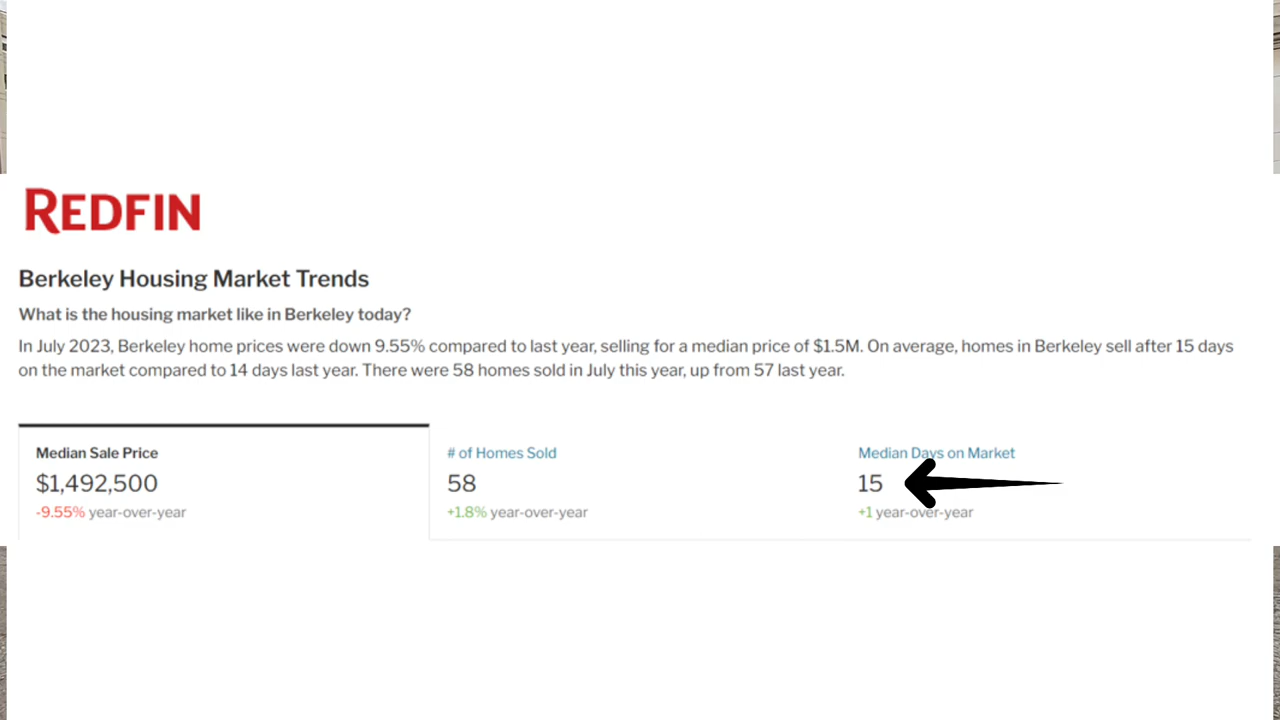 REDFIN
Berkeley Housing Market Trends
What is the housing market like in Berkeley today?
In July 2023, Berkeley home prices were down 9.55% compared to last year, selling for a median price of $1.5M. On average, homes in Berkeley sell after 15 days
on the market compared to 14 days last year. There were 58 homes sold in July this year, up from 57 last year.
Median Sale Price
$1,492,500
-9.55% year-over-year
# of Homes Sold
58
+1.8% year-over-year
Median Days on Market
15
+1 year-over-year